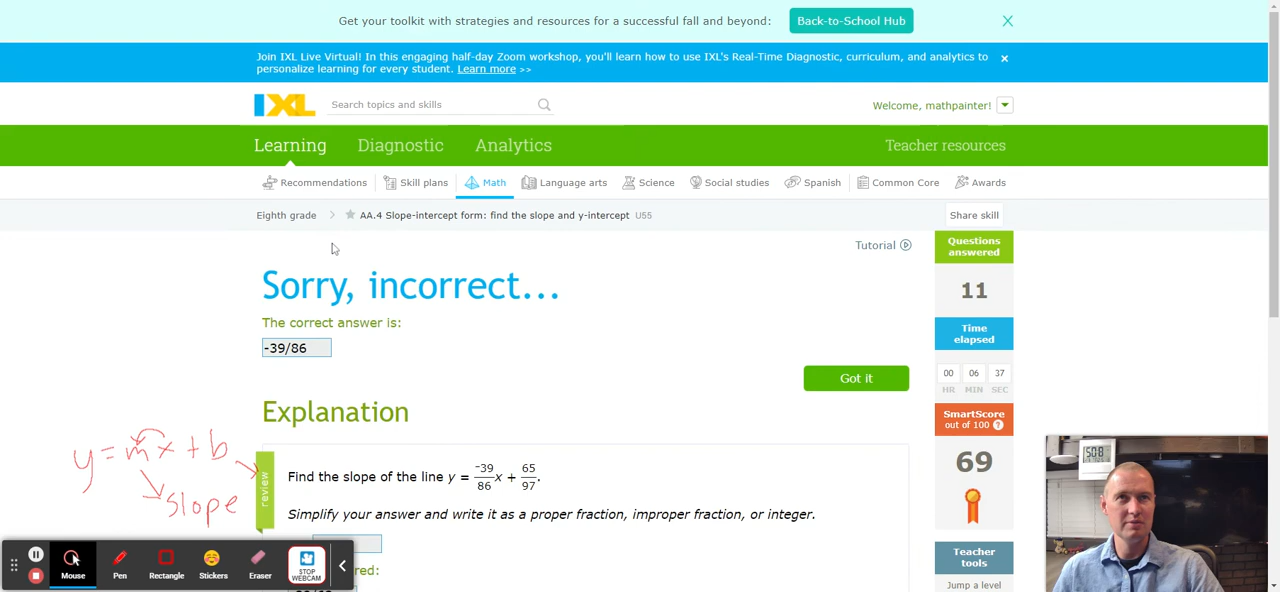 Get your toolkit with strategies and resources for a successful fall and beyond: Back-to-School Hub
Join IXL Live Virtual! In this engaging half-day Zoom workshop, you'll learn how to use IXL's Real-Time Diagnostic, curriculum, and analytics to
personalize learning for every student. Learn more >>
IXL Search topics and skills Welcome, mathpainter!
Learning Diagnostic Analytics Teacher resources
Recommendations Skill plans Math Language arts Science Social studies Spanish Common Core Awards
Eighth grade AA.4 Slope-intercept form: find the slope and y-intercept U55 Share skill
Tutorial
Questions
answered
11
Sorry, incorrect...
The correct answer is:
-39/86
Time
elapsed
00 06 37
HR MIN SEC
Got it
SmartScore
out of 100 ?
69
Explanation
y = mx + b
slope
review
Find the slope of the line y = -39/86 x + 65/97.
Simplify your answer and write it as a proper fraction, improper fraction, or integer.
Teacher
tools
Jump a level
Mouse Pen Rectangle Stickers Eraser STOP WEBCAM
red:
5:08